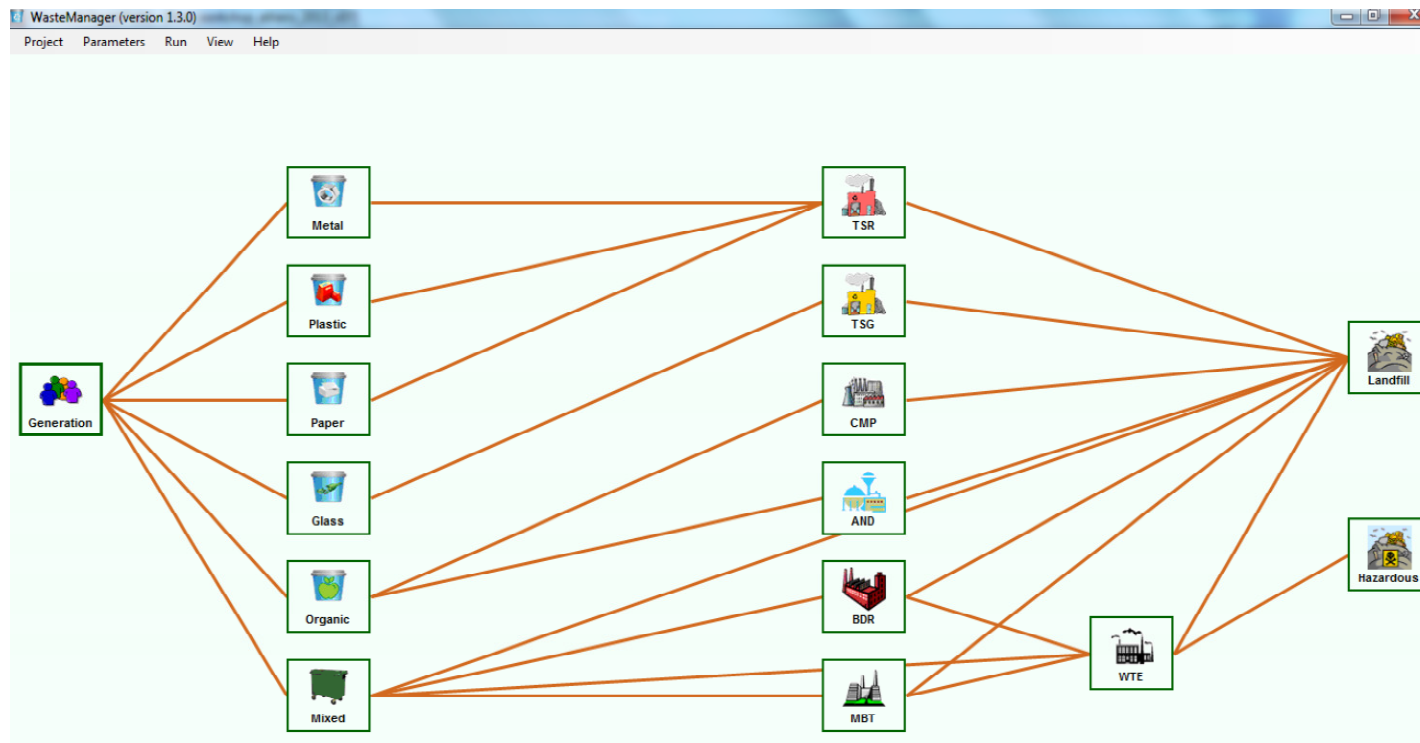 WasteManager (version 1.3.0)
Project Parameters Run View Help
Metal
TSR
Plastic
TSG
Landfill
Generation
Paper
CMP
Glass
AND
Hazardous
Organic
BDR
WTE
Mixed
MBT